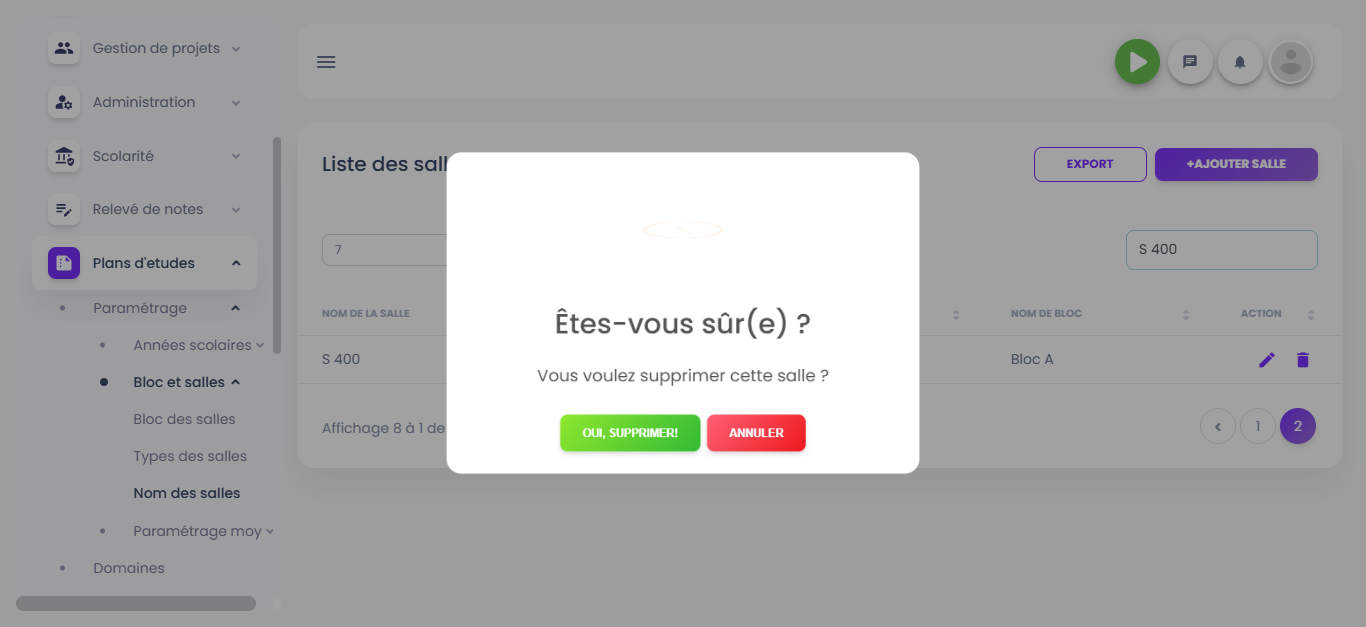 Gestion de projets
Administration
Scolarité
Relevé de notes
Plans d'etudes
Paramétrage
Années scolaires
Bloc et salles
Bloc des salles
Types des salles
Nom des salles
Paramétrage moy
Domaines
Liste des sall
EXPORT
+AJOUTER SALLE
7
S 400
NOM DE LA SALLE
NOM DE BLOC
ACTION
S 400
Bloc A
Affichage 8 à 1 de
1
2
Êtes-vous sûr(e) ?
Vous voulez supprimer cette salle ?
OUI, SUPPRIMER!
ANNULER